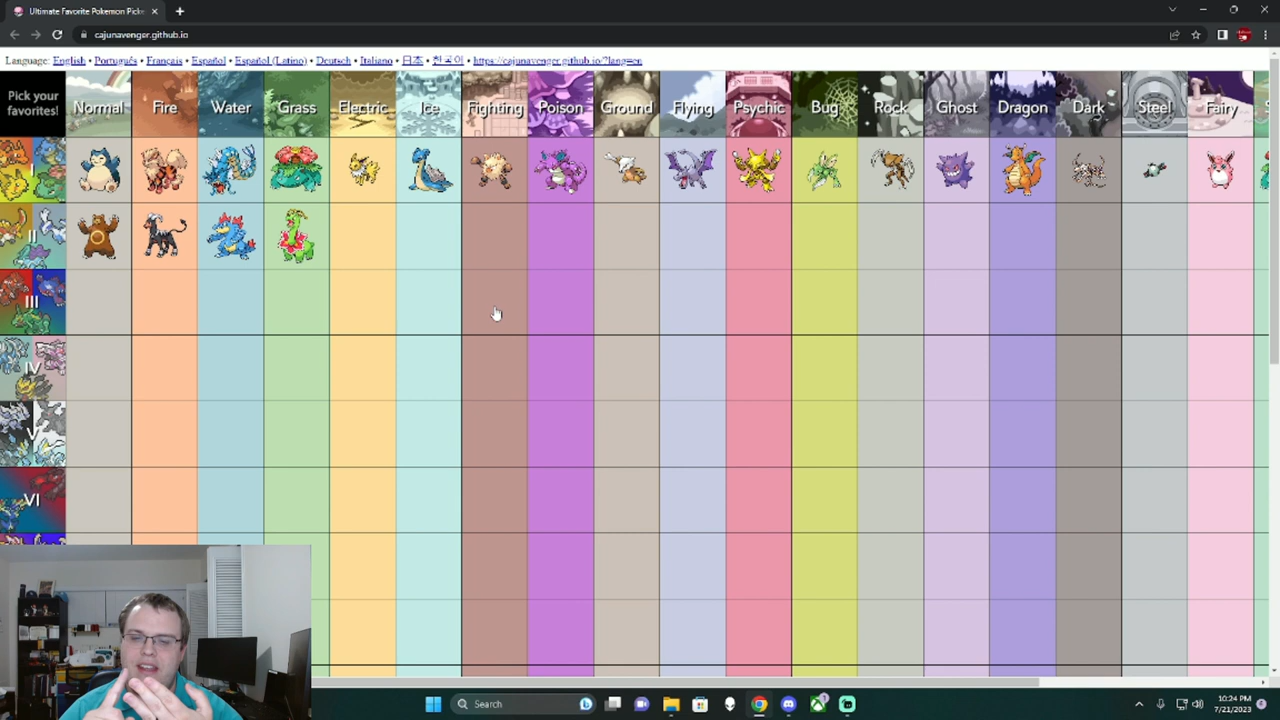 Ultimate Favorite Pokemon Picke
cajunavenger.github.io
Language: English • Português • Français • Español • Español (Latino) • Deutsch • Italiano • 日本 • 한국어 • https://cajunavenger.github.io/?lang=en
Pick your favorites! Normal Fire Water Grass Electric Ice Fighting Poison Ground Flying Psychic Bug Rock Ghost Dragon Dark Steel Fairy S
I
II
III
IV
V
VI
Search
10:24 PM
7/21/2023